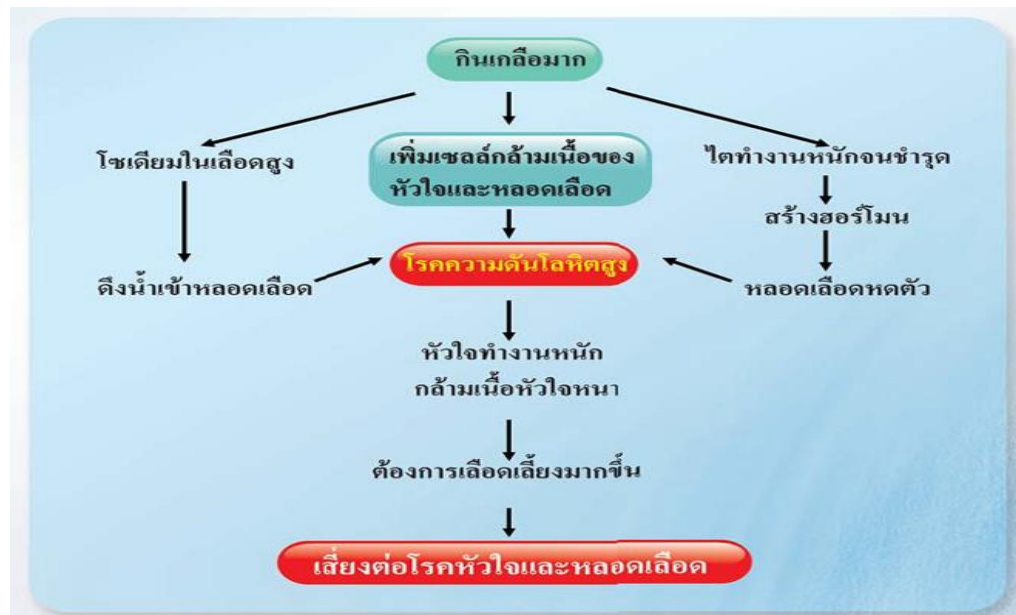 กินเกลือมาก
โซเดียมในเลือดสูง
เพิ่มเซลล์กล้ามเนื้อของ
หัวใจและหลอดเลือด
ไตทำงานหนักจนชำรุด
สร้างฮอร์โมน
โรคความดันโลหิตสูง
ดึงน้ำเข้าหลอดเลือด
หลอดเลือดหดตัว
หัวใจทำงานหนัก
กล้ามเนื้อหัวใจหนา
ต้องการเลือดเลี้ยงมากขึ้น
เสี่ยงต่อโรคหัวใจและหลอดเลือด